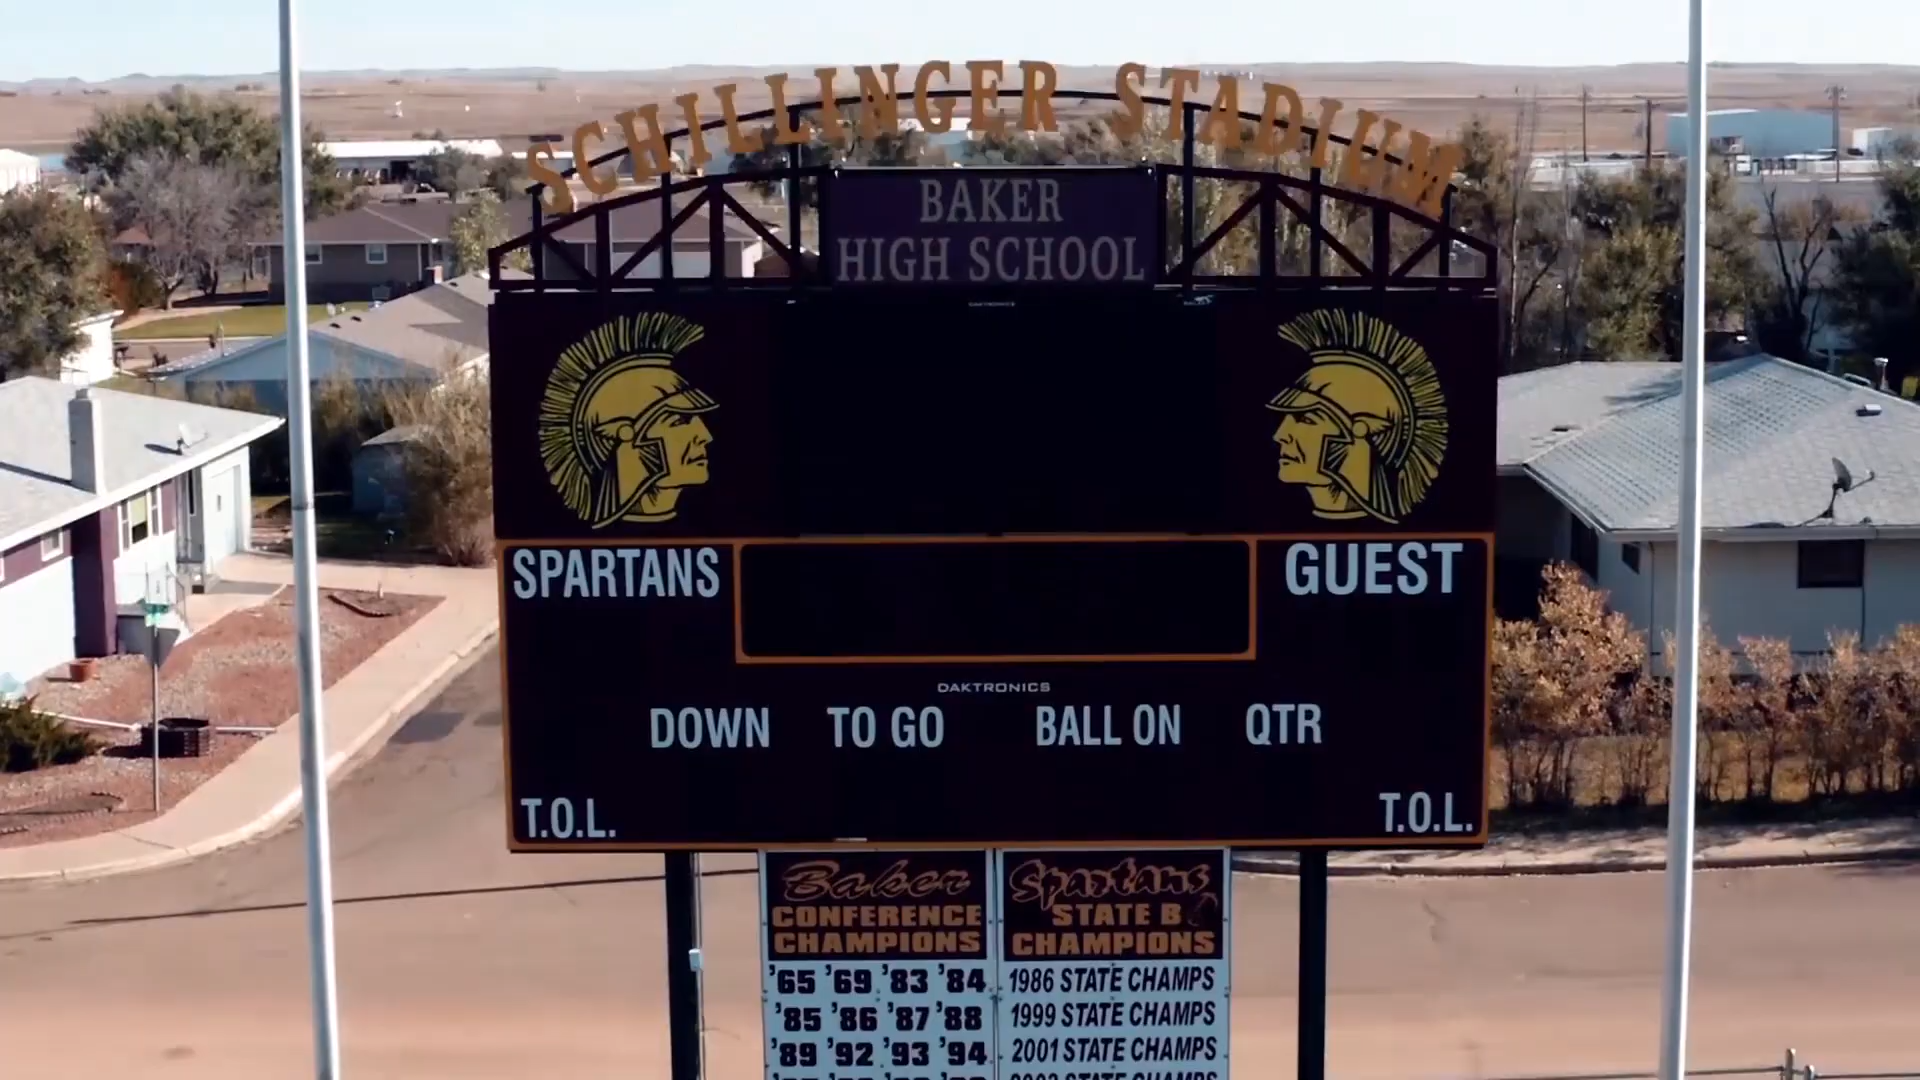 SCHILLINGER STADIUM
BAKER
HIGH SCHOOL
DAKTRONICS
SPARTANS
GUEST
DAKTRONICS
DOWN TO GO BALL ON QTR
T.O.L.
T.O.L.
Baker
CONFERENCE
CHAMPIONS
'65 '69 '83 '84
'85 '86 '87 '88
'89 '92 '93 '94
Spartans
STATE B
CHAMPIONS
1986 STATE CHAMPS
1999 STATE CHAMPS
2001 STATE CHAMPS